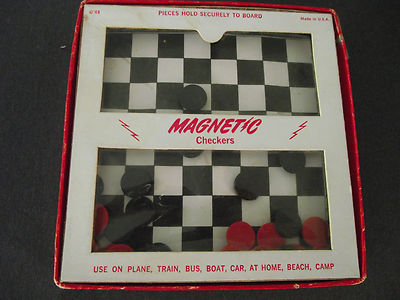 PIECES HOLD SECURELY TO BOARD
Made in U.S.A.
MAGNETIC
Checkers
USE ON PLANE, TRAIN, BUS, BOAT, CAR, AT HOME, BEACH, CAMP